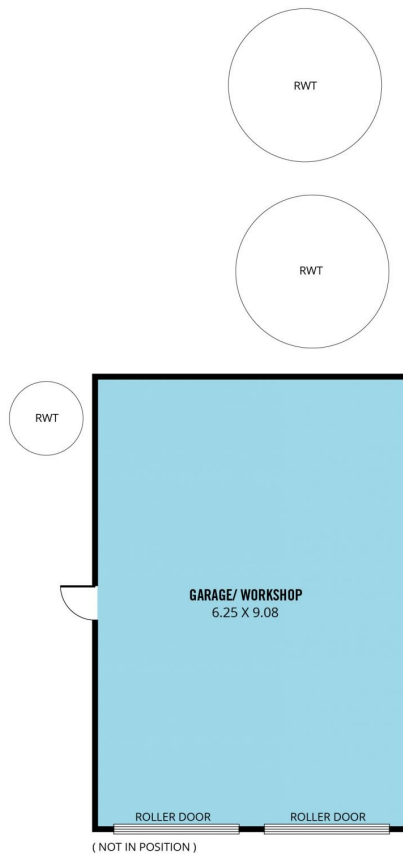 RWT
RWT
RWT
GARAGE/ WORKSHOP
6.25 X 9.08
ROLLER DOOR
ROLLER DOOR
( NOT IN POSITION )